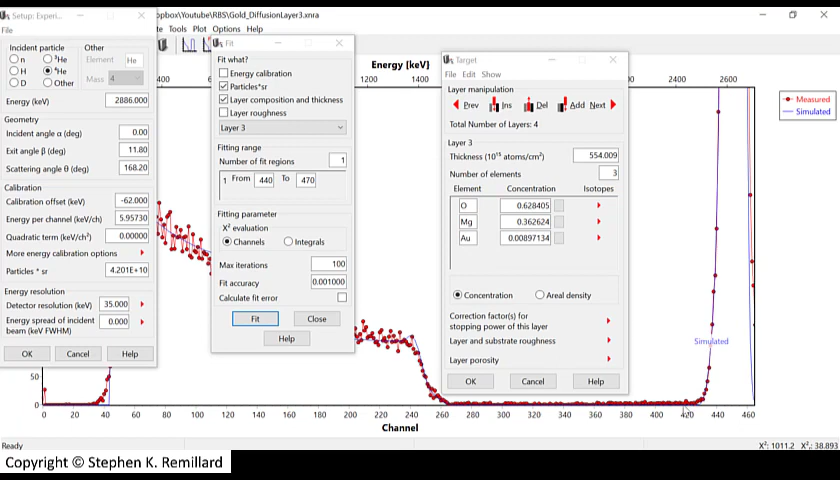 Setup: Experi...
File
Incident particle
n
³He
H
⁴He
D
Other
Other
Element He
Mass 4
Energy (keV) 2886.000
Geometry
Incident angle α (deg) 0.00
Exit angle β (deg) 11.80
Scattering angle θ (deg) 168.20
Calibration
Calibration offset (keV) -62.000
Energy per channel (keV/ch) 5.95730
Quadratic term (keV/ch²) 0.00000
More energy calibration options
Particles * sr 4.201E+10
Energy resolution
Detector resolution (keV) 35.000
Energy spread of incident
beam (keV FWHM) 0.000
OK Cancel Help
opbox\Youtube\RBS\Gold_DiffusionLayer3.xnra
te Tools Plot Options Help
Fit
Fit what?
Energy calibration
Particles*sr
Layer composition and thickness
Layer roughness
Layer 3
Fitting range
Number of fit regions 1
From To
1 440 470
Fitting parameter
X² evaluation
Channels Integrals
Max iterations 100
Fit accuracy 0.001000
Calculate fit error
Fit Close
Help
Energy [keV]
400 1200 1400 2400 2600
Target
File Edit Show
Layer manipulation
Prev Ins Del Add Next
Total Number of Layers: 4
Layer 3
Thickness (10¹⁵ atoms/cm²) 554.009
Number of elements 3
Element Concentration Isotopes
O 0.628405
Mg 0.362624
Au 0.00897134
Concentration Areal density
Correction factor(s) for
stopping power of this layer
Layer and substrate roughness
Layer porosity
OK Cancel Help
Measured
Simulated
Simulated
50
0
0 20 40 60 80 100 120 140 160 180 200 220 240 260 280 300 320 340 360 380 400 420 440 460
Channel
Ready
X²: 1011.2 X²ᵣ: 38.893
Copyright © Stephen K. Remillard